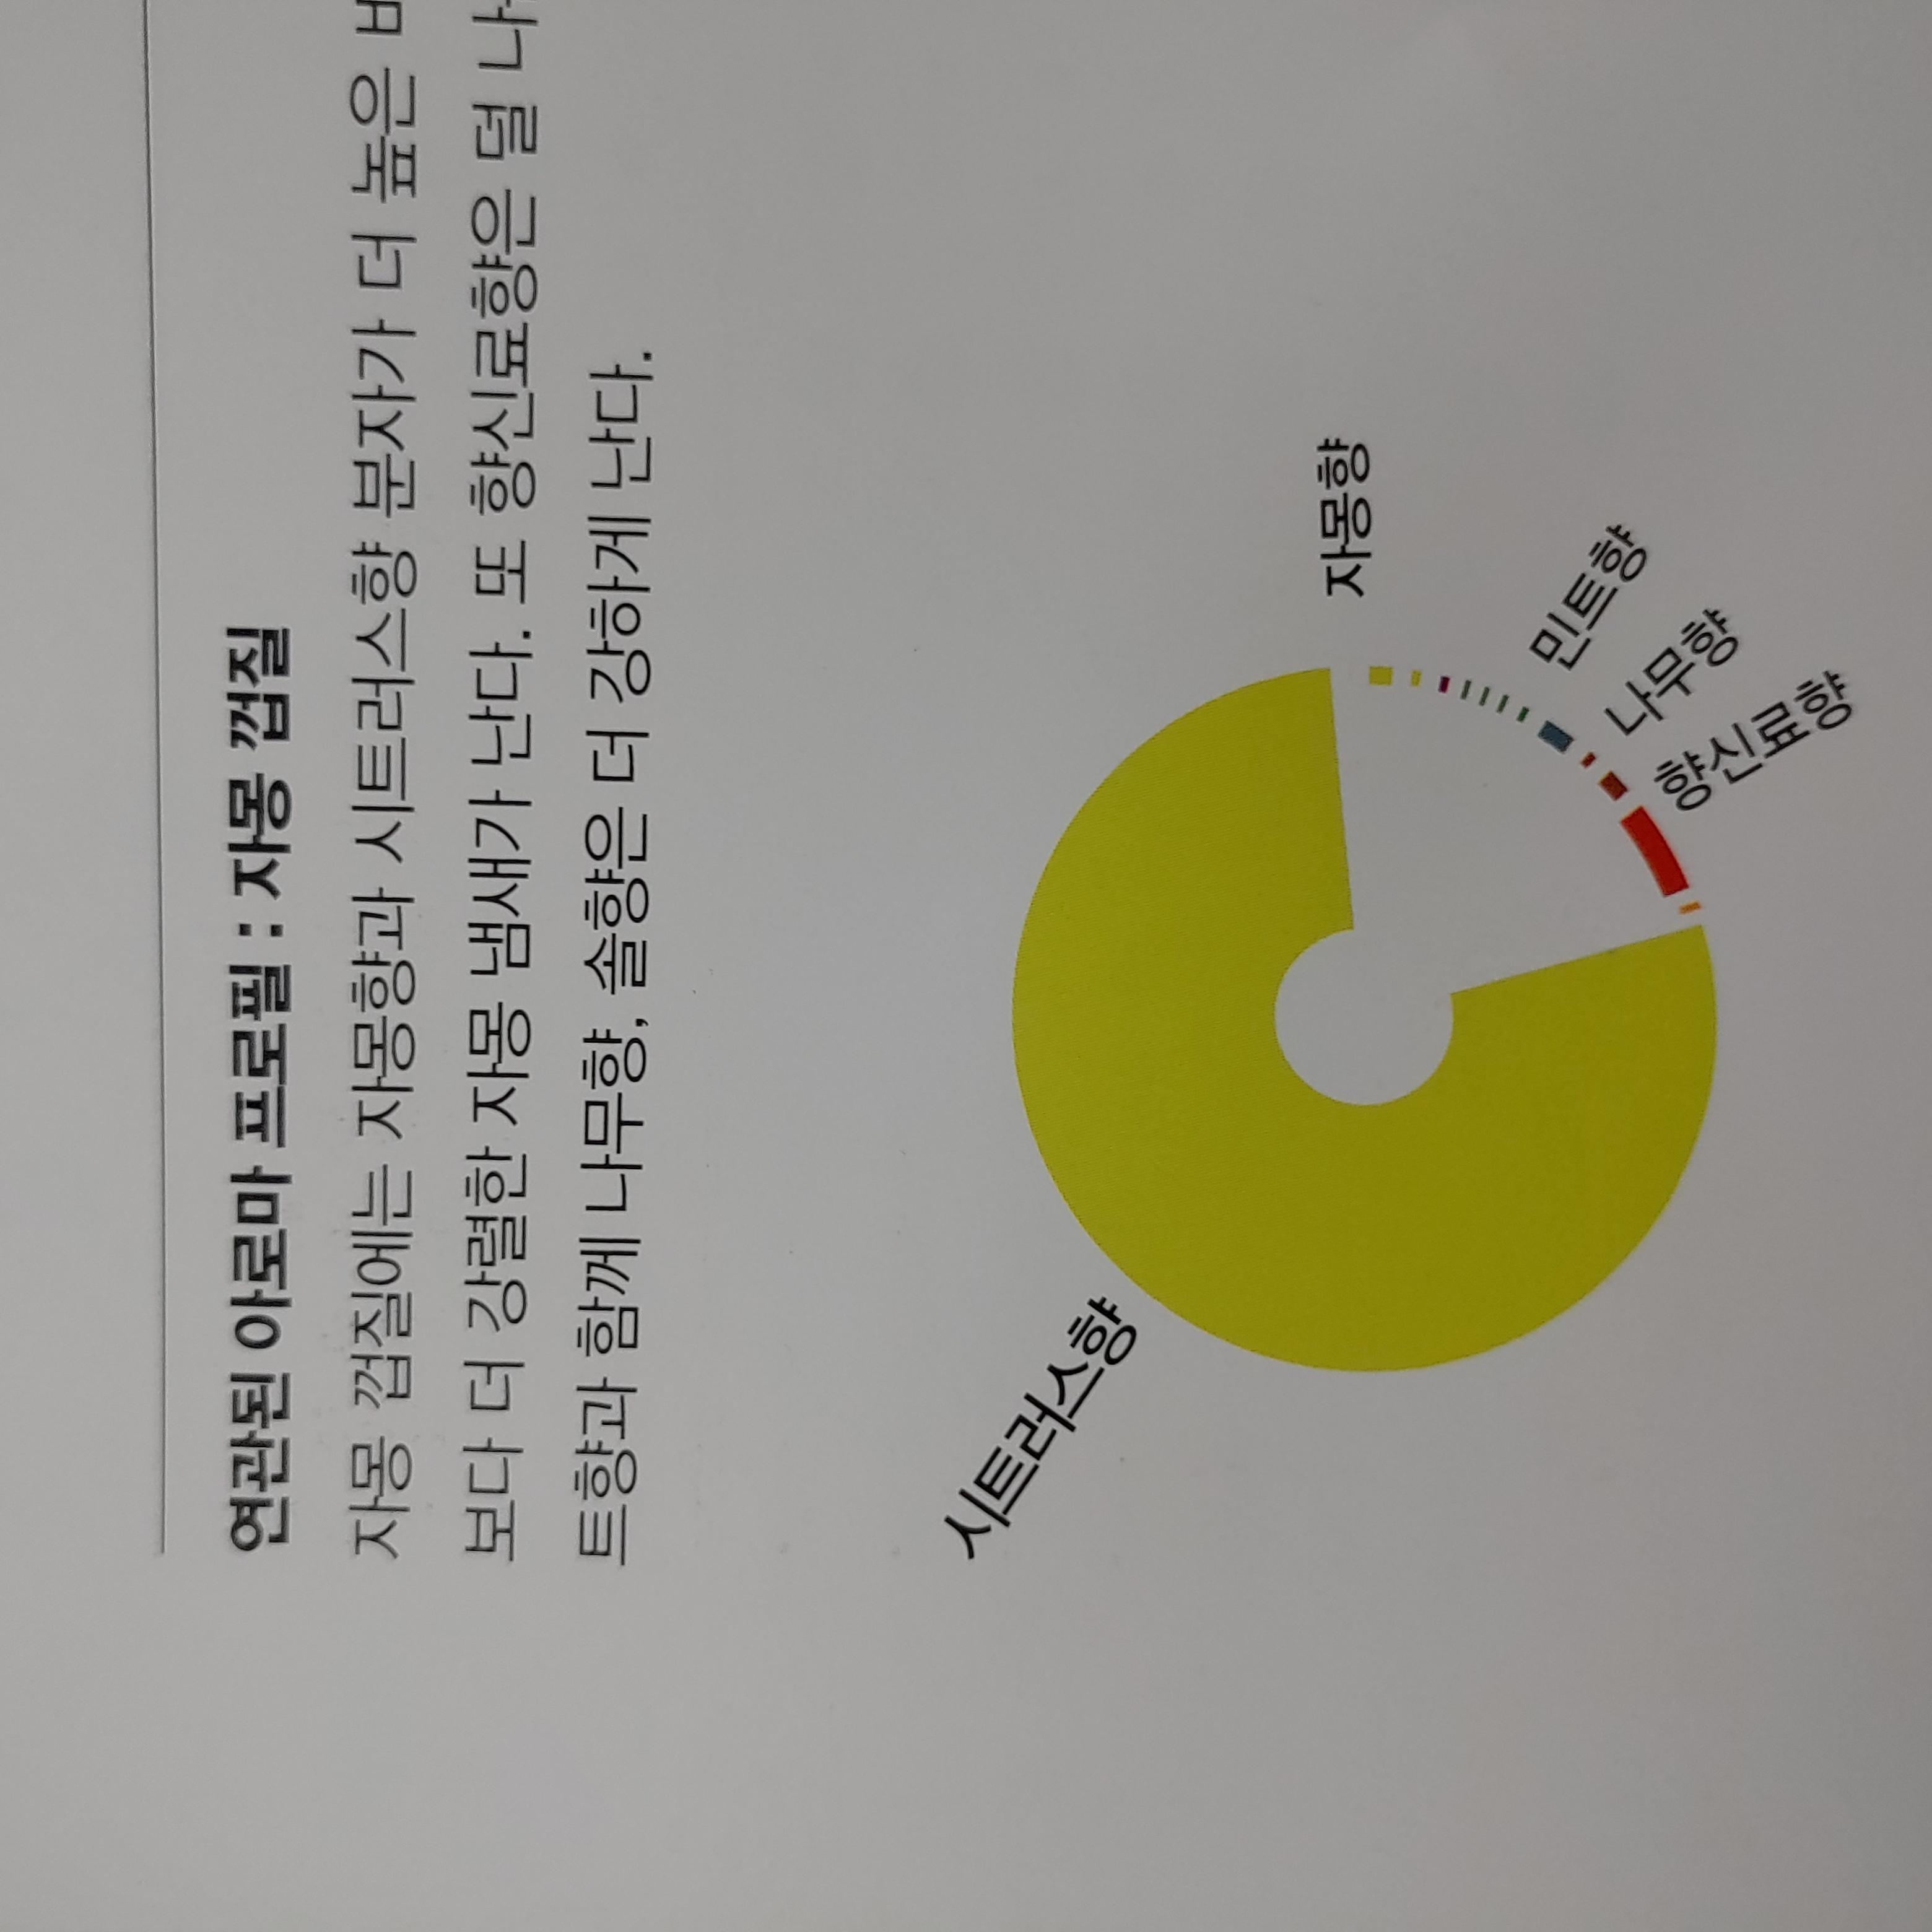 연관된 아로마 프로필 : 자몽 껍질
자몽 껍질에는 자몽향과 시트러스향 분자가 더 높은
보다 더 강렬한 자몽 냄새가 난다. 또 향신료향은 덜
트향과 함께 나무향, 솔향은 더 강하게 난다.
시트러스향
자몽향
민트향
나무향
향신료향